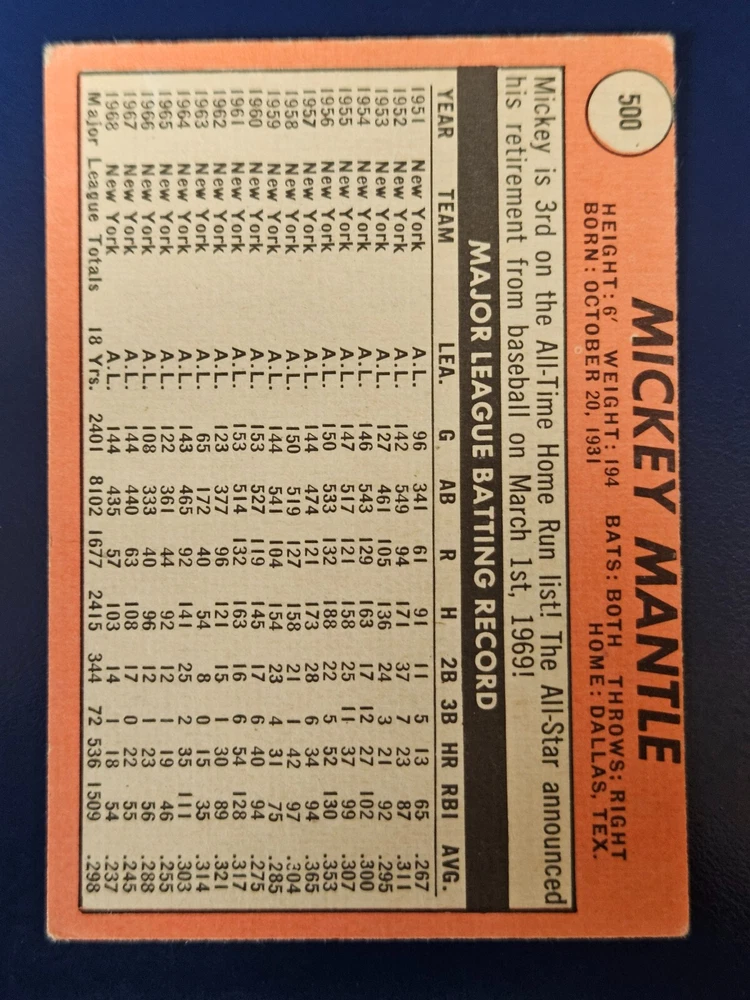 500
MICKEY MANTLE
HEIGHT: 6' WEIGHT: 194 BATS: BOTH THROWS: RIGHT
BORN: OCTOBER 20, 1931 HOME: DALLAS, TEX.
Mickey is 3rd on the All-Time Home Run list! The All-Star announced
his retirement from baseball on March 1st, 1969!
MAJOR LEAGUE BATTING RECORD
YEAR TEAM LEA. G AB R H 2B 3B HR RBI AVG.
1951 New York A.L. 96 341 61 91 11 5 13 65 .267
1952 New York A.L. 142 549 94 171 37 7 23 87 .311
1953 New York A.L. 127 461 105 136 24 3 21 92 .295
1954 New York A.L. 146 543 129 163 17 12 27 102 .300
1955 New York A.L. 147 517 121 158 25 11 37 99 .307
1956 New York A.L. 150 533 132 188 22 5 52 130 .353
1957 New York A.L. 144 474 121 173 28 6 34 94 .365
1958 New York A.L. 150 519 127 158 21 1 42 97 .304
1959 New York A.L. 144 541 104 154 23 4 31 75 .285
1960 New York A.L. 153 527 119 145 17 6 40 94 .275
1961 New York A.L. 153 514 132 163 16 6 54 128 .317
1962 New York A.L. 123 377 96 121 15 1 30 89 .321
1963 New York A.L. 65 172 40 54 8 0 15 35 .314
1964 New York A.L. 143 465 92 141 25 2 35 111 .303
1965 New York A.L. 122 361 44 92 12 1 19 46 .255
1966 New York A.L. 108 333 40 96 12 1 23 56 .288
1967 New York A.L. 144 440 63 108 17 0 22 55 .245
1968 New York A.L. 144 435 57 103 14 1 18 54 .237
Major League Totals 18 Yrs. 2401 8102 1677 2415 344 72 536 1509 .298